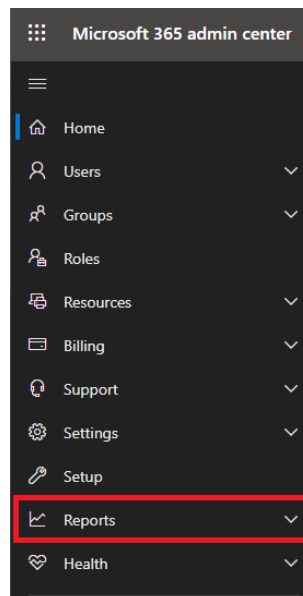 Microsoft 365 admin center
Home
Users
Groups
Roles
Resources
Billing
Support
Settings
Setup
Reports
Health